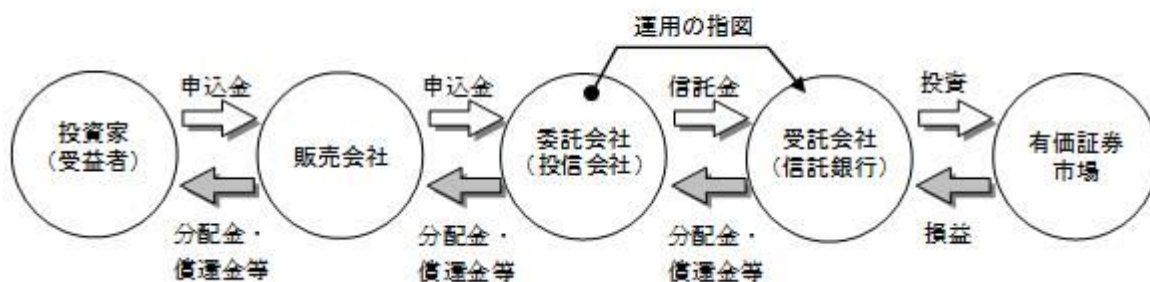 運用の指図
申込金
申込金
信託金
投資
投資家
（受益者）
販売会社
委託会社
（投信会社）
受託会社
（信託銀行）
有価証券
市場
分配金・
償還金等
分配金・
償還金等
分配金・
償還金等
損益